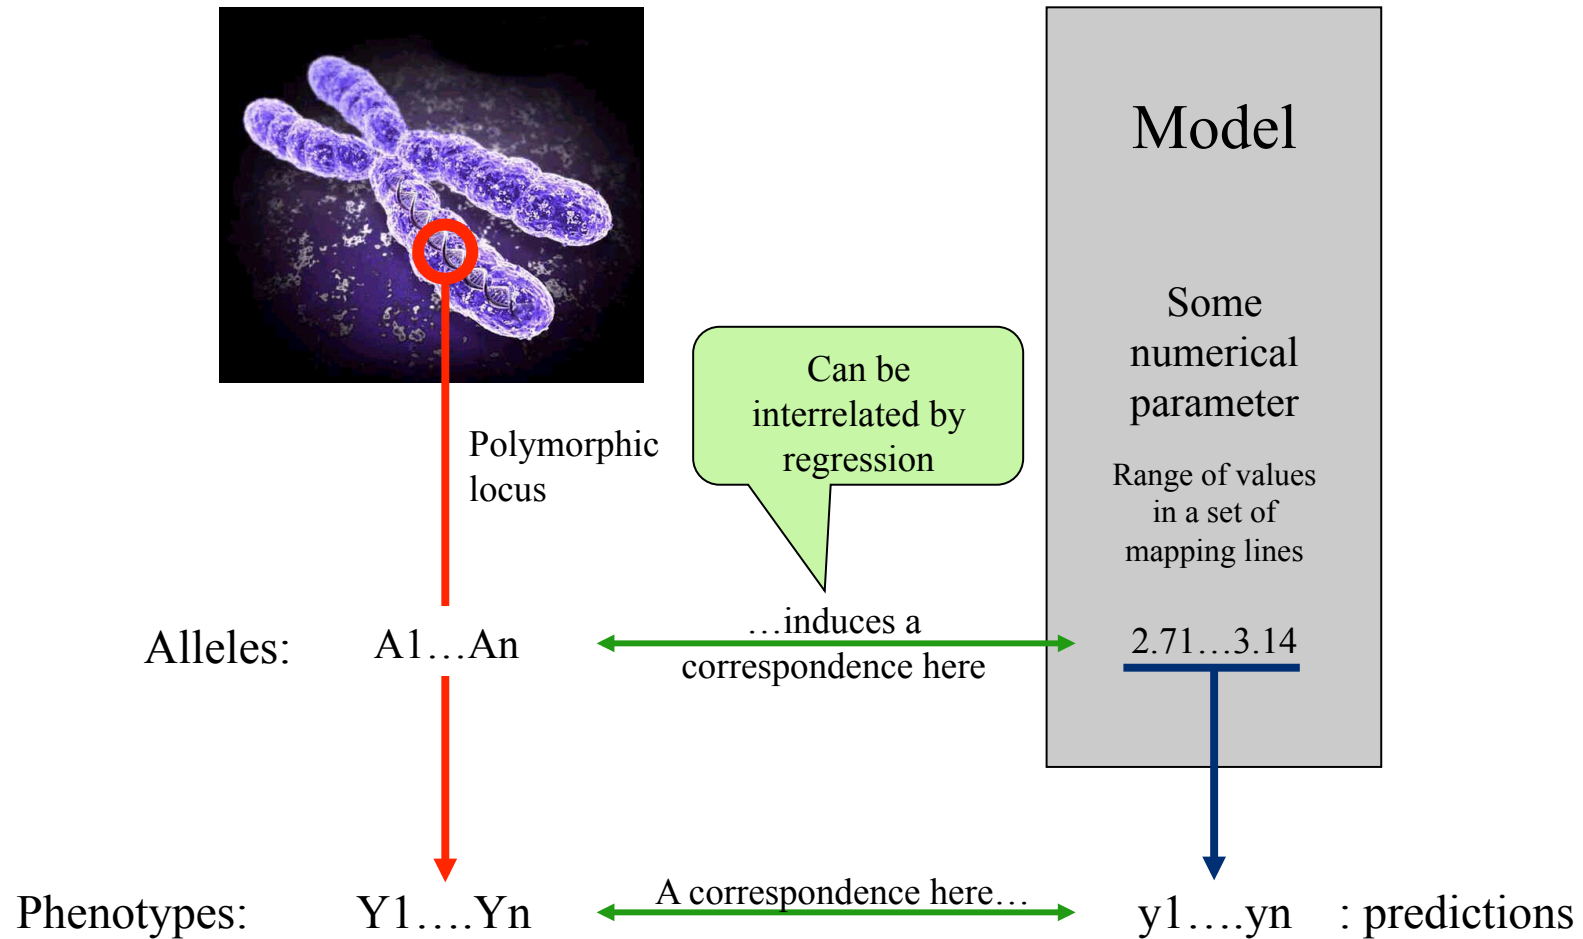 Model
Some
numerical
parameter
Range of values
in a set of
mapping lines
Can be
interrelated by
regression
Polymorphic
locus
Alleles:
A1…An
…induces a
correspondence here
2.71…3.14
Phenotypes:
Y1….Yn
A correspondence here…
y1….yn
: predictions